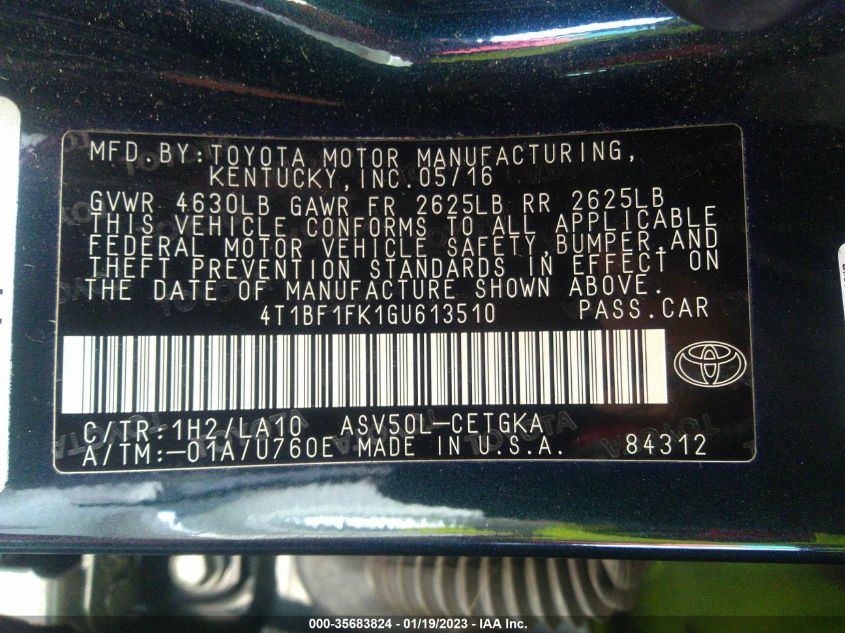 MFD.BY:TOYOTA MOTOR MANUFACTURING,
KENTUCKY,INC.05/16
GVWR 4630LB GAWR FR 2625LB RR 2625LB
THIS VEHICLE CONFORMS TO ALL APPLICABLE
FEDERAL MOTOR VEHICLE SAFETY,BUMPER,AND
THEFT PREVENTION STANDARDS IN EFFECT ON
THE DATE OF MANUFACTURE SHOWN ABOVE.
4T1BF1FK1GU613510 PASS.CAR
C/TR:1H2/LA10 ASV50L-CETGKA
A/TM:-01A/U760E MADE IN U.S.A. 84312
000-35683824 - 01/19/2023 - IAA Inc.